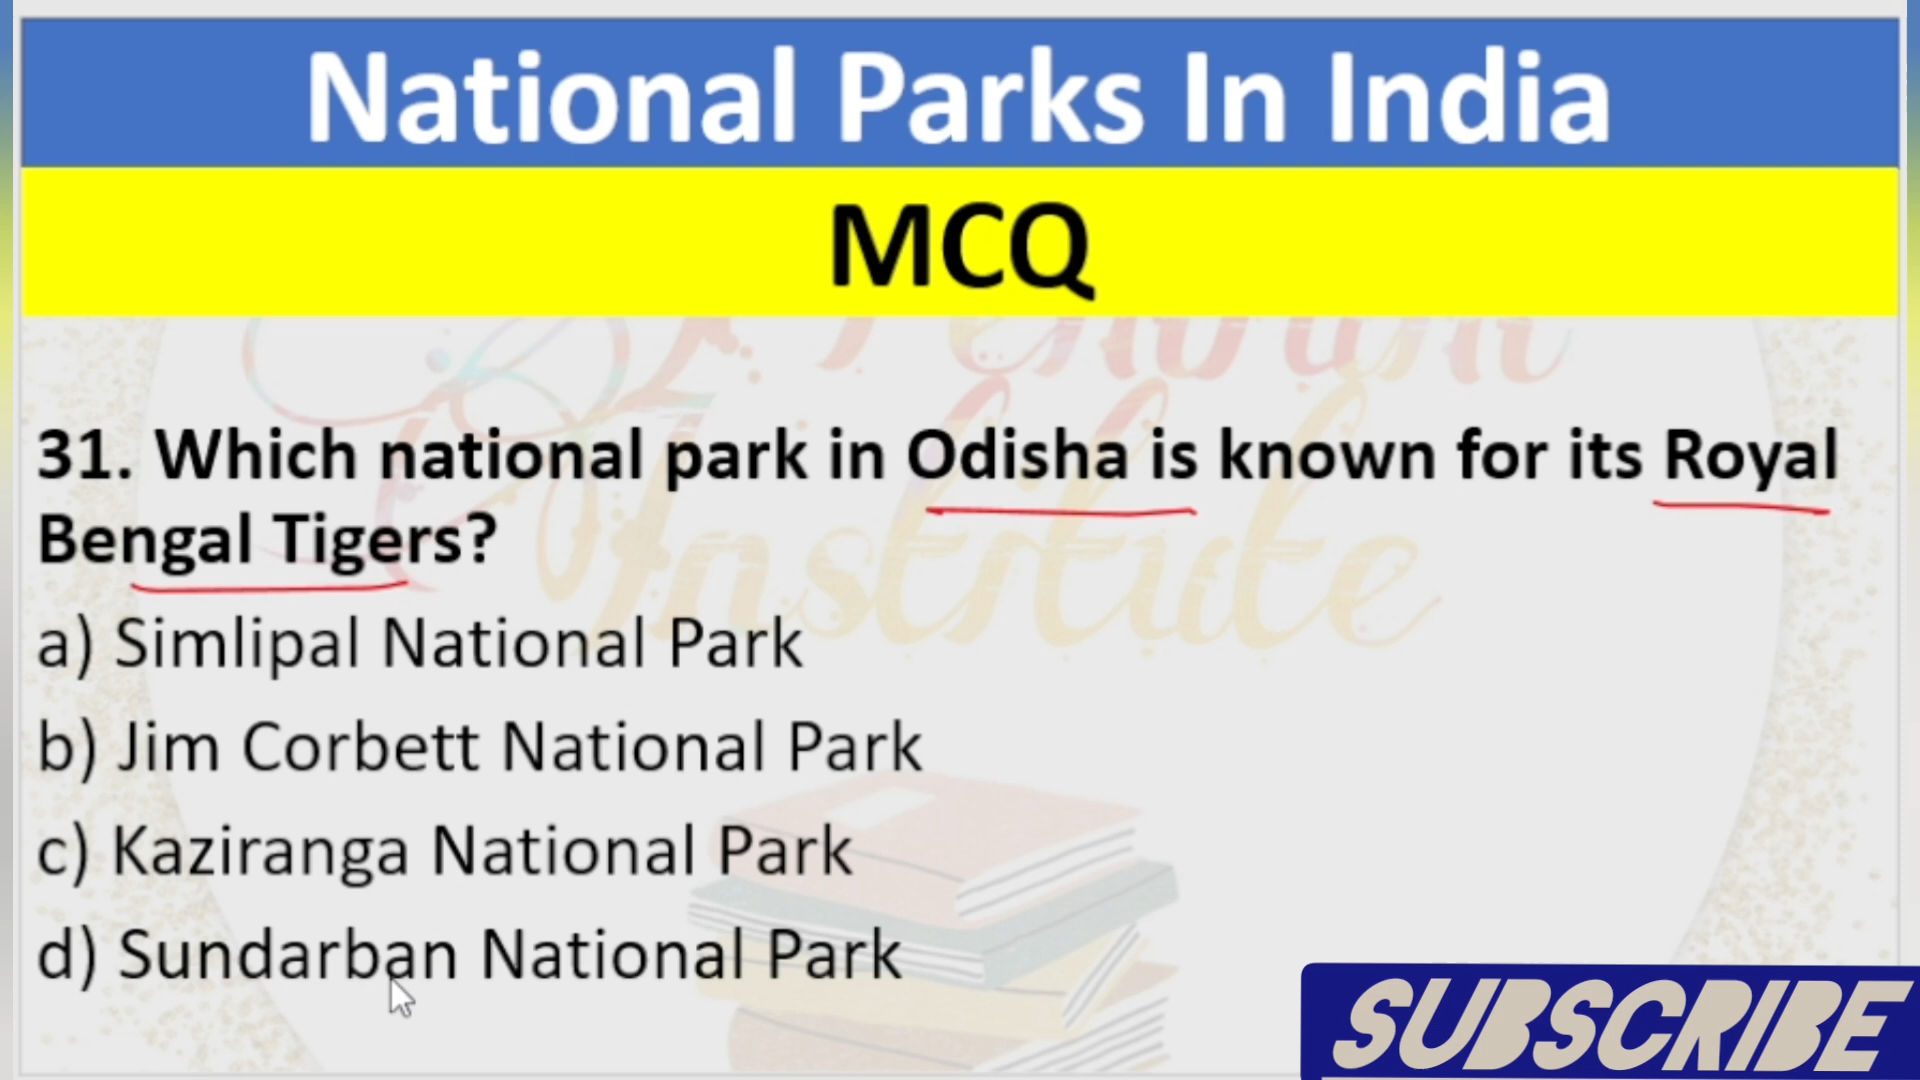 National Parks In India
MCQ
31. Which national park in Odisha is known for its Royal
Bengal Tigers?
a) Simlipal National Park
b) Jim Corbett National Park
c) Kaziranga National Park
d) Sundarban National Park
Institute
SUBSCRIBE